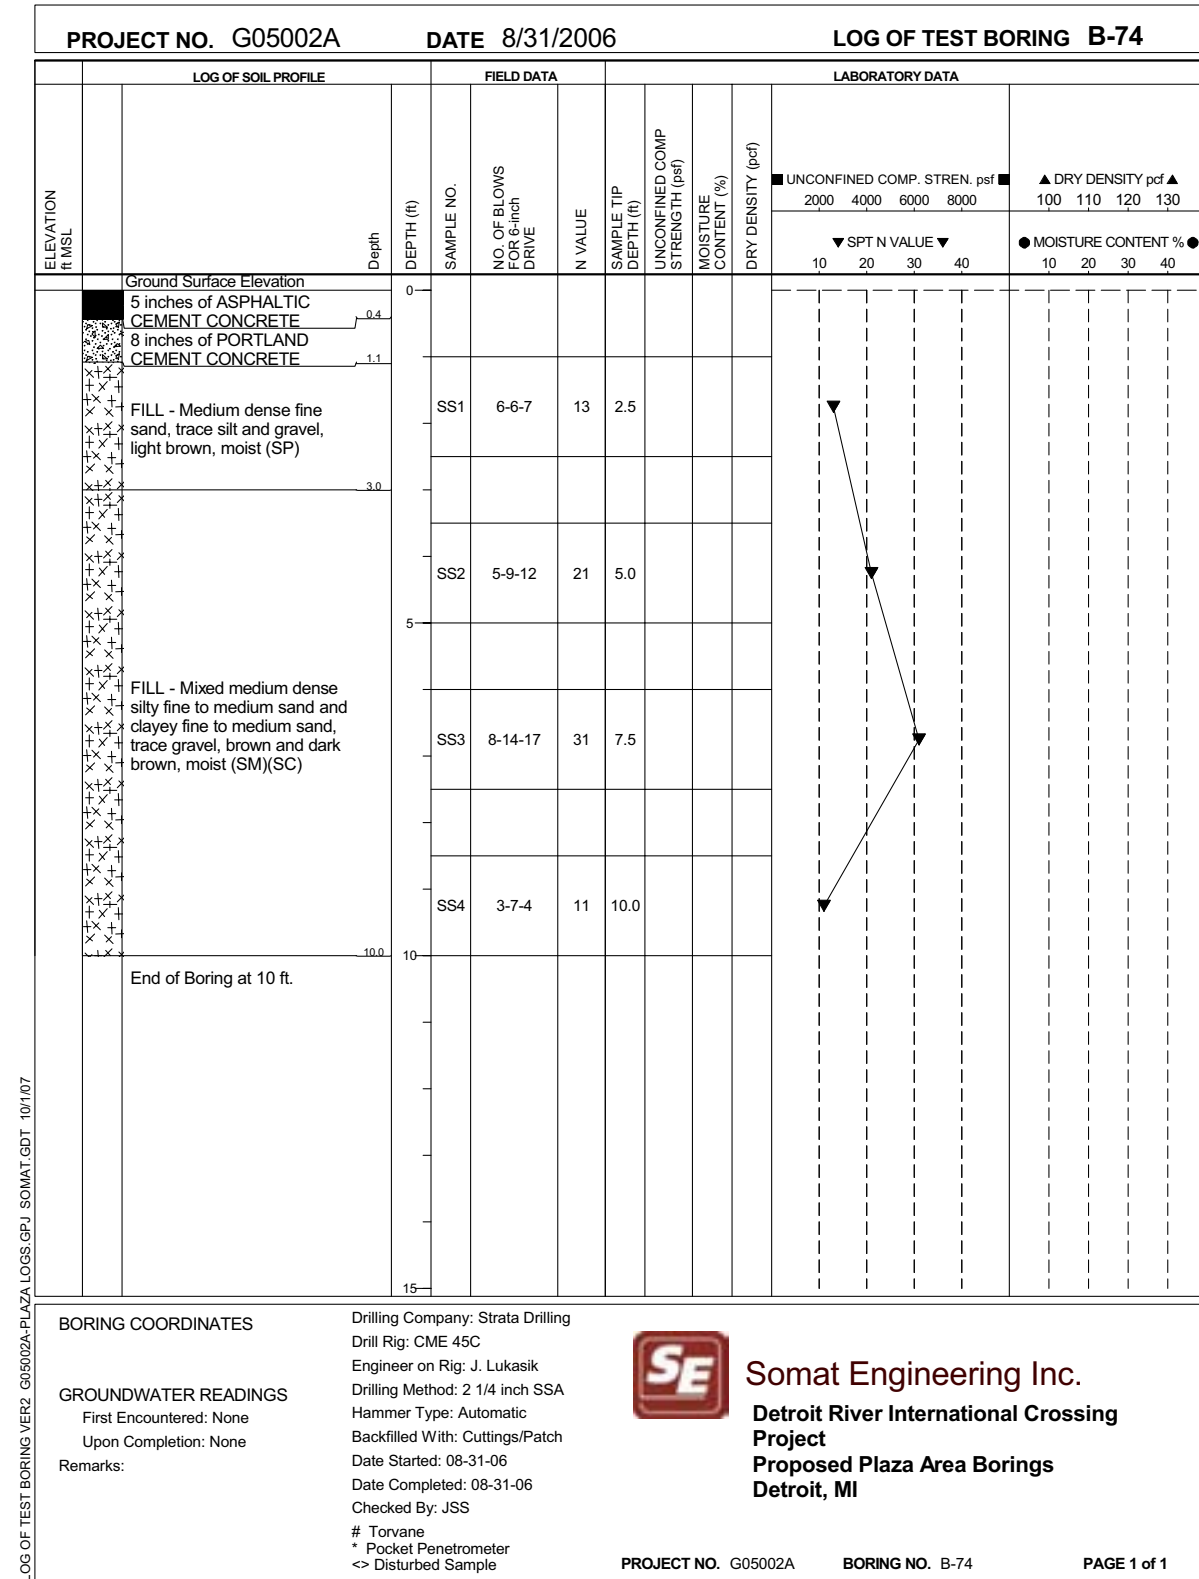 PROJECT NO. G05002A DATE 8/31/2006 LOG OF TEST BORING B-74
LOG OF SOIL PROFILE FIELD DATA LABORATORY DATA
ELEVATION
ft MSL
Depth
DEPTH (ft)
SAMPLE NO.
NO. OF BLOWS
FOR 6-inch
DRIVE
N VALUE
SAMPLE TIP
DEPTH (ft)
UNCONFINED COMP
STRENGTH (psf)
MOISTURE
CONTENT (%)
DRY DENSITY (pcf)
■ UNCONFINED COMP. STREN. psf ■ ▲ DRY DENSITY pcf ▲
2000 4000 6000 8000 100 110 120 130
▼ SPT N VALUE ▼ ● MOISTURE CONTENT % ●
10 20 30 40 10 20 30 40
Ground Surface Elevation
0
5 inches of ASPHALTIC
CEMENT CONCRETE
0.4
8 inches of PORTLAND
CEMENT CONCRETE
1.1
FILL - Medium dense fine
sand, trace silt and gravel,
light brown, moist (SP)
SS1 6-6-7 13 2.5
3.0
SS2 5-9-12 21 5.0
5
FILL - Mixed medium dense
silty fine to medium sand and
clayey fine to medium sand,
trace gravel, brown and dark
brown, moist (SM)(SC)
SS3 8-14-17 31 7.5
SS4 3-7-4 11 10.0
10.0
10
End of Boring at 10 ft.
15
LOG OF TEST BORING VER2 G05002A-PLAZA LOGS.GPJ SOMAT.GDT 10/1/07
BORING COORDINATES
GROUNDWATER READINGS
First Encountered: None
Upon Completion: None
Remarks:
Drilling Company: Strata Drilling
Drill Rig: CME 45C
Engineer on Rig: J. Lukasik
Drilling Method: 2 1/4 inch SSA
Hammer Type: Automatic
Backfilled With: Cuttings/Patch
Date Started: 08-31-06
Date Completed: 08-31-06
Checked By: JSS
# Torvane
* Pocket Penetrometer
<> Disturbed Sample
SE
Somat Engineering Inc.
Detroit River International Crossing
Project
Proposed Plaza Area Borings
Detroit, MI
PROJECT NO. G05002A BORING NO. B-74 PAGE 1 of 1